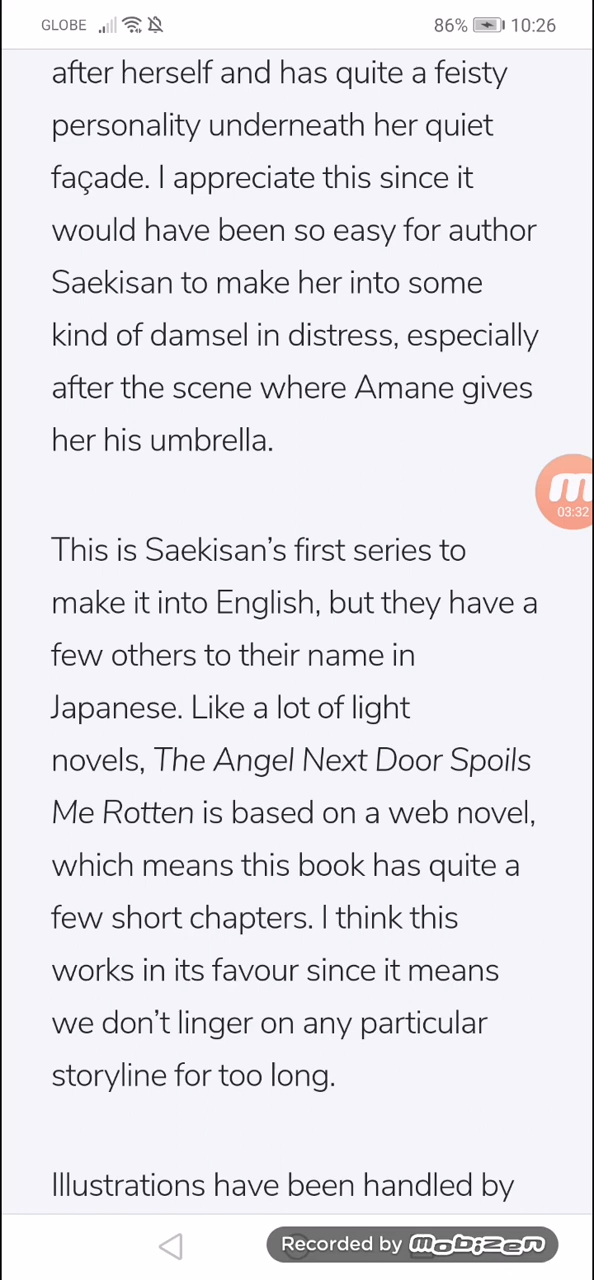 GLOBE 86% 10:26
after herself and has quite a feisty
personality underneath her quiet
façade. I appreciate this since it
would have been so easy for author
Saekisan to make her into some
kind of damsel in distress, especially
after the scene where Amane gives
her his umbrella.
03:32
This is Saekisan’s first series to
make it into English, but they have a
few others to their name in
Japanese. Like a lot of light
novels, The Angel Next Door Spoils
Me Rotten is based on a web novel,
which means this book has quite a
few short chapters. I think this
works in its favour since it means
we don’t linger on any particular
storyline for too long.
Illustrations have been handled by
Recorded by mobizen